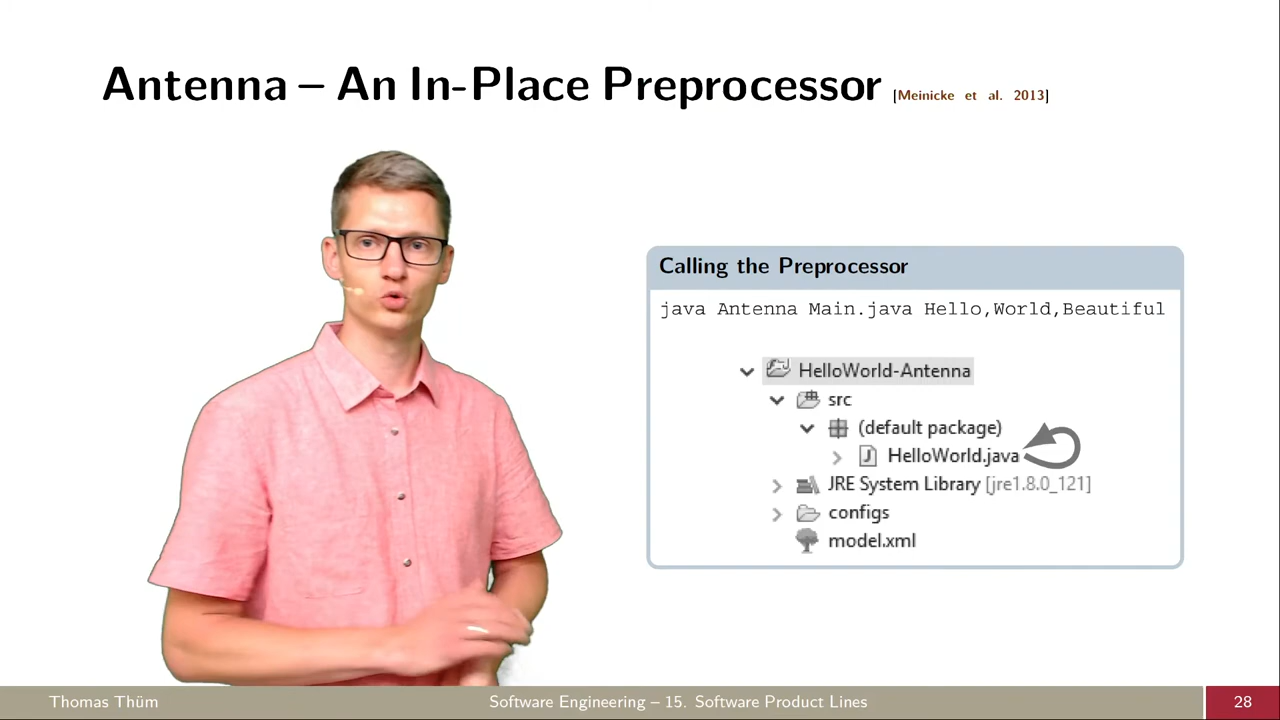 Antenna – An In-Place Preprocessor [Meinicke et al. 2013]
Calling the Preprocessor
java Antenna Main.java Hello,World,Beautiful
HelloWorld-Antenna
src
(default package)
HelloWorld.java
JRE System Library [jre1.8.0_121]
configs
model.xml
Thomas Thüm Software Engineering – 15. Software Product Lines 28